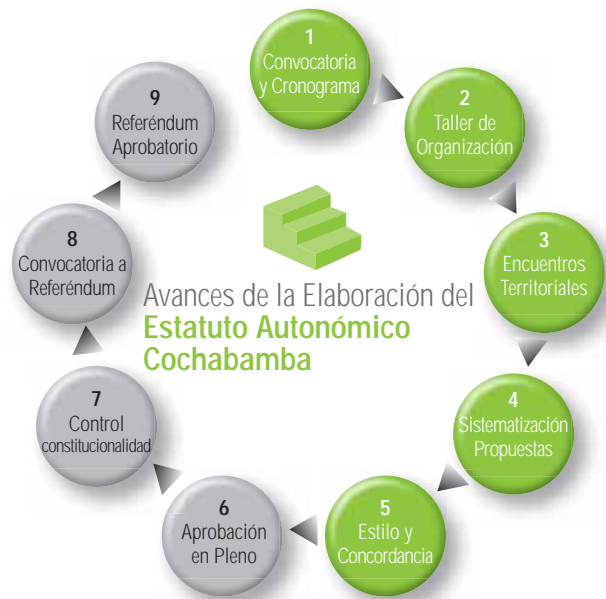 1
Convocatoria
y Cronograma
2
Taller de
Organización
3
Encuentros
Territoriales
4
Sistematización
Propuestas
5
Estilo y
Concordancia
6
Aprobación
en Pleno
7
Control
constitucionalidad
8
Convocatoria a
Referéndum
9
Referéndum
Aprobatorio
Avances de la Elaboración del
Estatuto Autonómico
Cochabamba